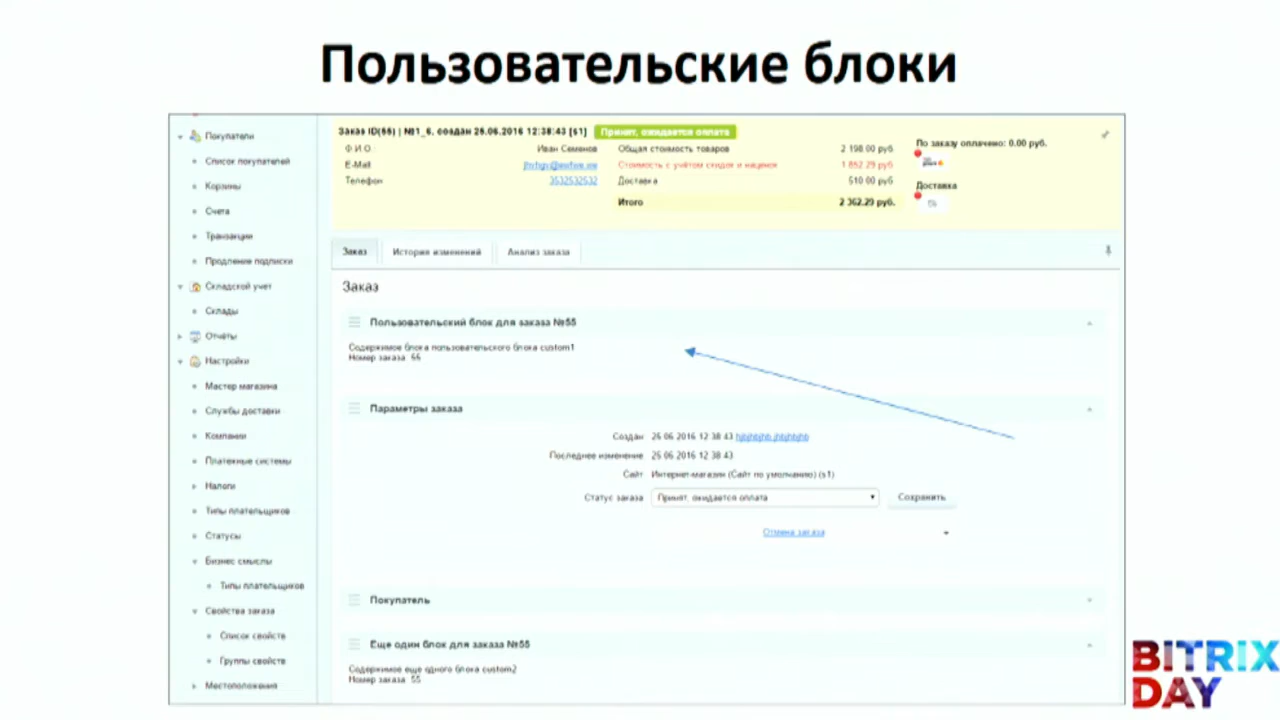 Пользовательские блоки
Покупатели
Список покупателей
Корзины
Счета
Транзакции
Продление подписки
Складской учет
Склады
Отчёты
Настройки
Мастер магазина
Службы доставки
Компании
Платежные системы
Налоги
Типы плательщиков
Статусы
Бизнес смыслы
Типы плательщиков
Свойства заказа
Список свойств
Группы свойств
Местоположения
Заказ ID(55) | №1_6, создан 25.06.2016 12:38:43 [s1] Принят, ожидается оплата
Ф.И.О. Иван Семенов
E-Mail
Телефон 3532532532
Общая стоимость товаров 2 198.00 руб
Стоимость с учётом скидок и наценок 1 852.29 руб
Доставка 510.00 руб
Итого 2 362.29 руб.
По заказу оплачено: 0.00 руб.
Доставка
Заказ История изменений Анализ заказа
Заказ
Пользовательский блок для заказа №55
Содержимое блока пользовательского блока custom1
Номер заказа 55
Параметры заказа
Создан 25 06 2016 12 38 43
Последнее изменение 25 06 2016 12 38 43
Сайт Интернет-магазин (Сайт по умолчанию) (s1)
Статус заказа Принят, ожидается оплата Сохранить
Отмена заказа
Покупатель
Еще один блок для заказа №55
Содержимое еще одного блока custom2
Номер заказа 55
BITRIX
DAY